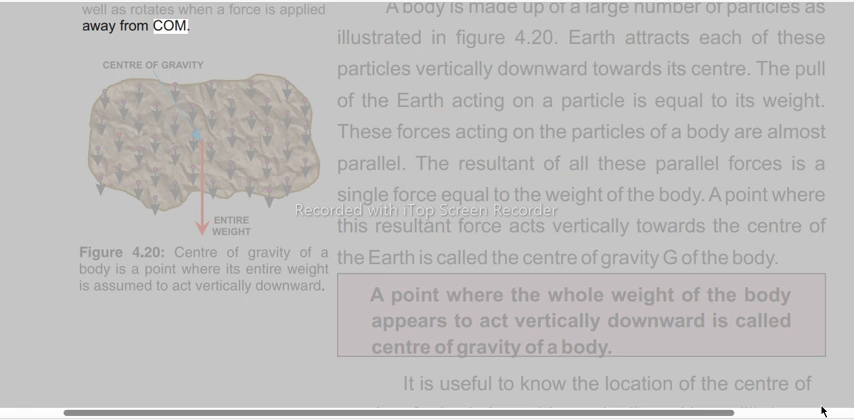 well as rotates when a force is applied
away from COM.
CENTRE OF GRAVITY
ENTIRE
WEIGHT
Figure 4.20: Centre of gravity of a
body is a point where its entire weight
is assumed to act vertically downward.
A body is made up of a large number of particles as
illustrated in figure 4.20. Earth attracts each of these
particles vertically downward towards its centre. The pull
of the Earth acting on a particle is equal to its weight.
These forces acting on the particles of a body are almost
parallel. The resultant of all these parallel forces is a
single force equal to the weight of the body. A point where
this resultant force acts vertically towards the centre of
the Earth is called the centre of gravity G of the body.
A point where the whole weight of the body
appears to act vertically downward is called
centre of gravity of a body.
It is useful to know the location of the centre of
Recorded with iTop Screen Recorder